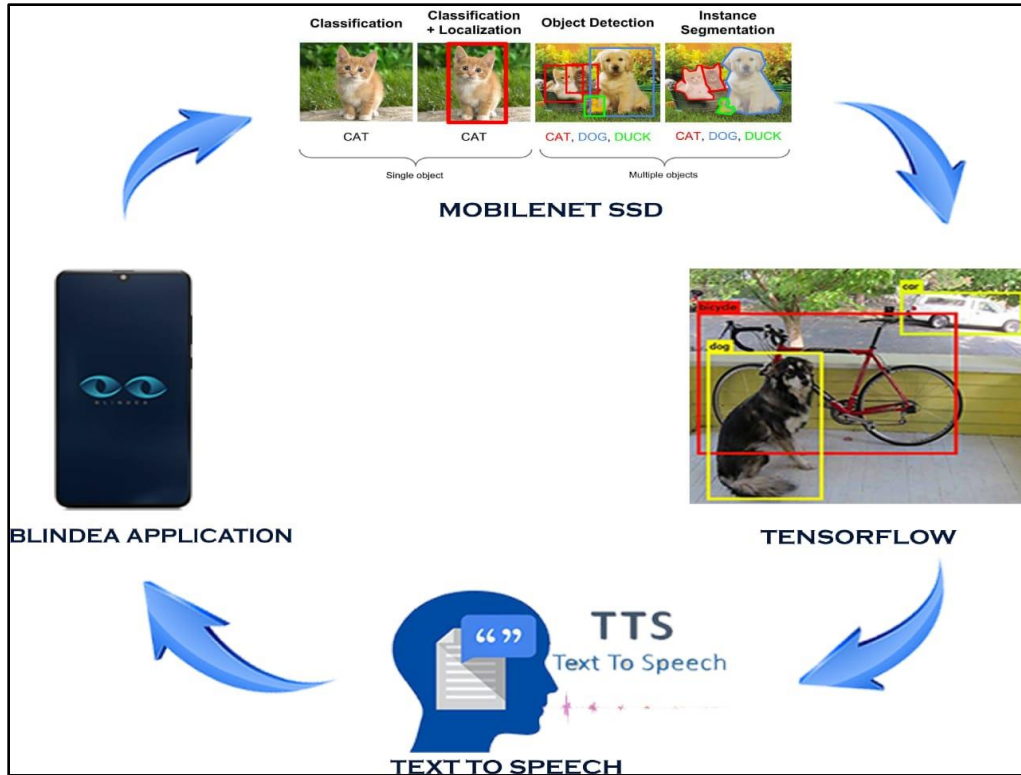 Classification
Classification
+ Localization
Object Detection
Instance
Segmentation
CAT
CAT
CAT, DOG, DUCK
CAT, DOG, DUCK
Single object
Multiple objects
MOBILENET SSD
bicycle
car
dog
BLINDEA
BLINDEA APPLICATION
TENSORFLOW
“ ”
TTS
Text To Speech
TEXT TO SPEECH